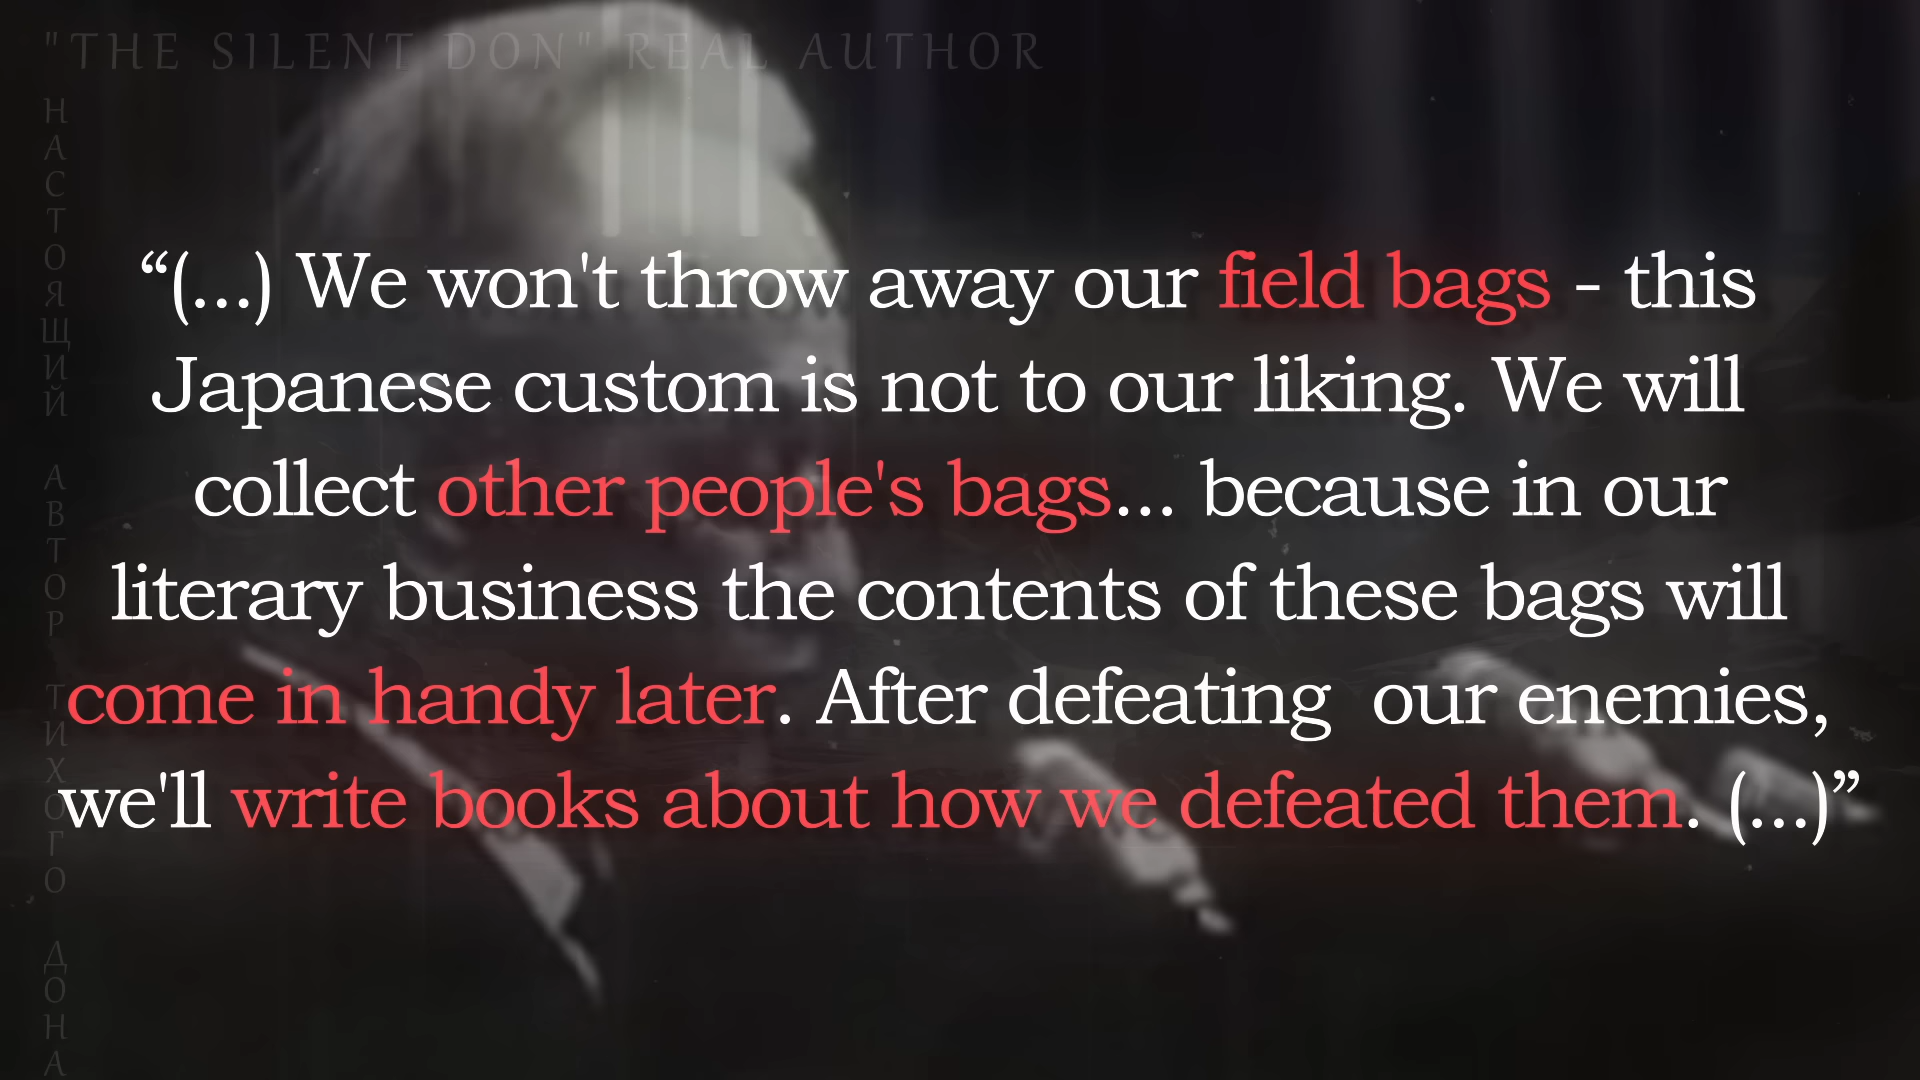 "THE SILENT DON" REAL AUTHOR
НАСТОЯЩИЙ АВТОР ТИХОГО ДОНА
“(...) We won't throw away our field bags - this
Japanese custom is not to our liking. We will
collect other people's bags... because in our
literary business the contents of these bags will
come in handy later. After defeating  our enemies,
we'll write books about how we defeated them. (...)”